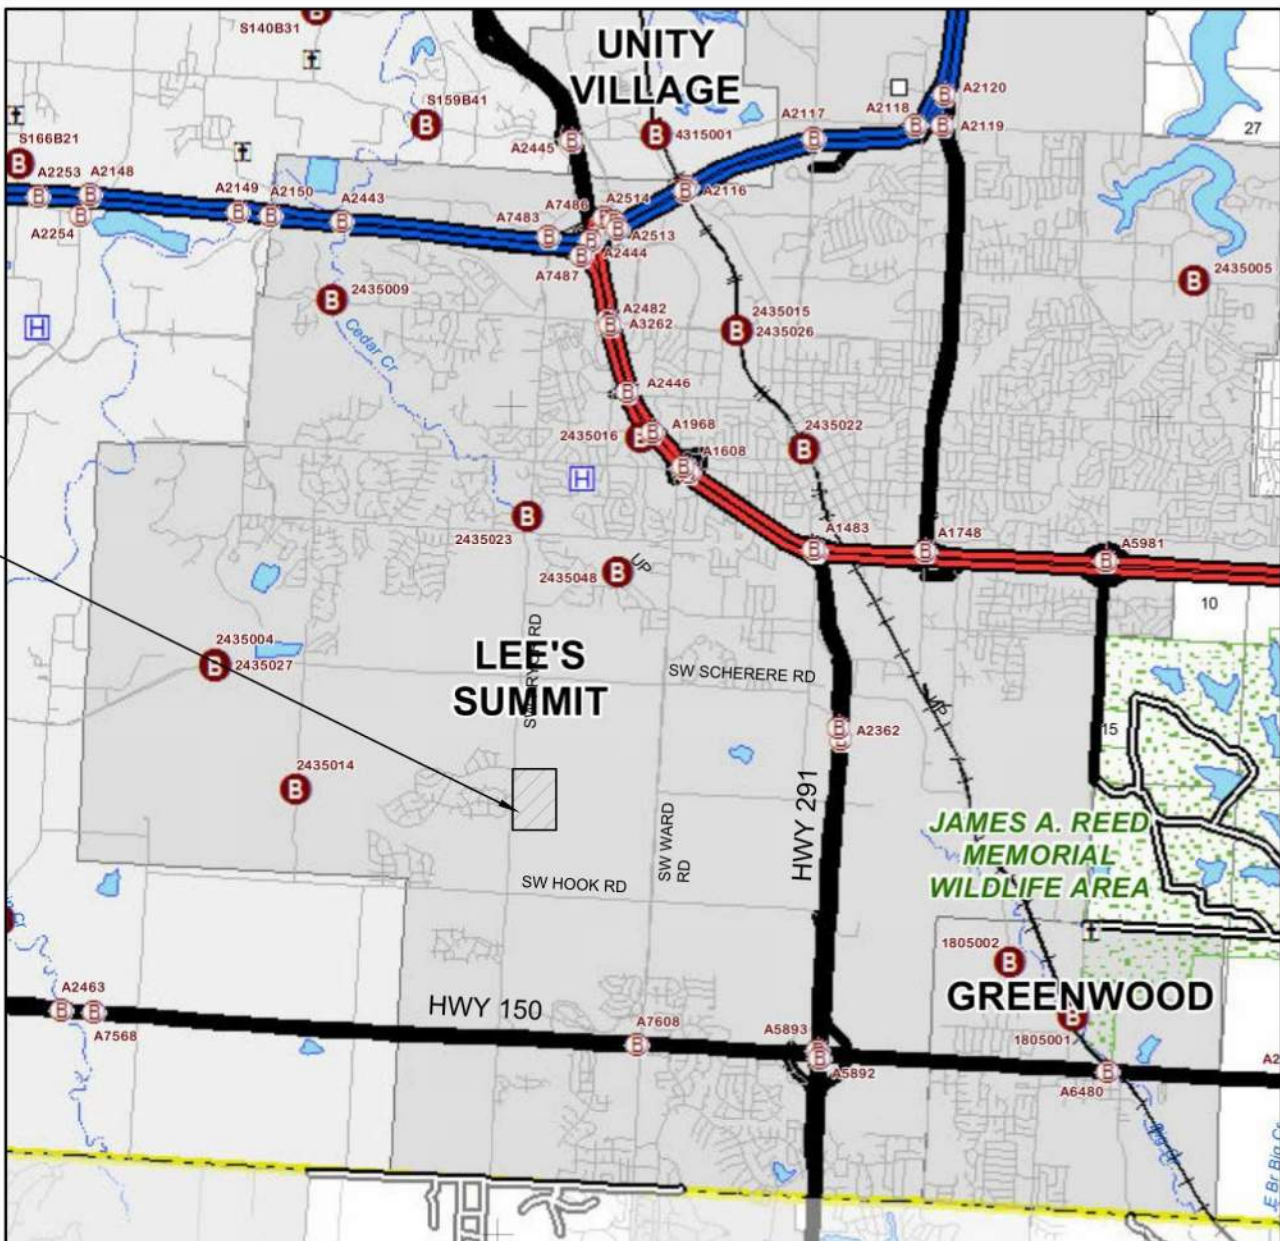 S140B31
UNITY
VILLAGE
S159B41
A2117
A2118
A2120
A2119
27
S166B21
A2445
4315001
A2253
A2148
A2149
A2150
A2443
A7483
A7486
A2514
A2116
A2254
A2513
A2444
A7487
2435005
2435009
A2482
A3262
2435015
2435026
H
Cedar Cr
A2446
2435016
A1968
2435022
A1608
H
2435023
A1483
A1748
A5981
2435048
UP
10
2435004
2435027
LEE'S
SUMMIT
SW SCHERERE RD
A2362
15
2435014
HWY 291
SW WARD
RD
JAMES A. REED
MEMORIAL
WILDLIFE AREA
SW HOOK RD
1805002
GREENWOOD
A2463
A7568
HWY 150
A7608
A5893
A5892
1805001
A6480
E Br Big Cr